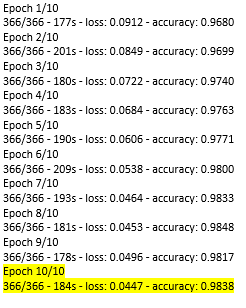 Epoch 1/10
366/366 - 177s - loss: 0.0912 - accuracy: 0.9680
Epoch 2/10
366/366 - 201s - loss: 0.0849 - accuracy: 0.9699
Epoch 3/10
366/366 - 180s - loss: 0.0722 - accuracy: 0.9740
Epoch 4/10
366/366 - 183s - loss: 0.0684 - accuracy: 0.9763
Epoch 5/10
366/366 - 190s - loss: 0.0606 - accuracy: 0.9771
Epoch 6/10
366/366 - 209s - loss: 0.0538 - accuracy: 0.9800
Epoch 7/10
366/366 - 193s - loss: 0.0464 - accuracy: 0.9833
Epoch 8/10
366/366 - 181s - loss: 0.0453 - accuracy: 0.9848
Epoch 9/10
366/366 - 178s - loss: 0.0496 - accuracy: 0.9817
Epoch 10/10
366/366 - 184s - loss: 0.0447 - accuracy: 0.9838